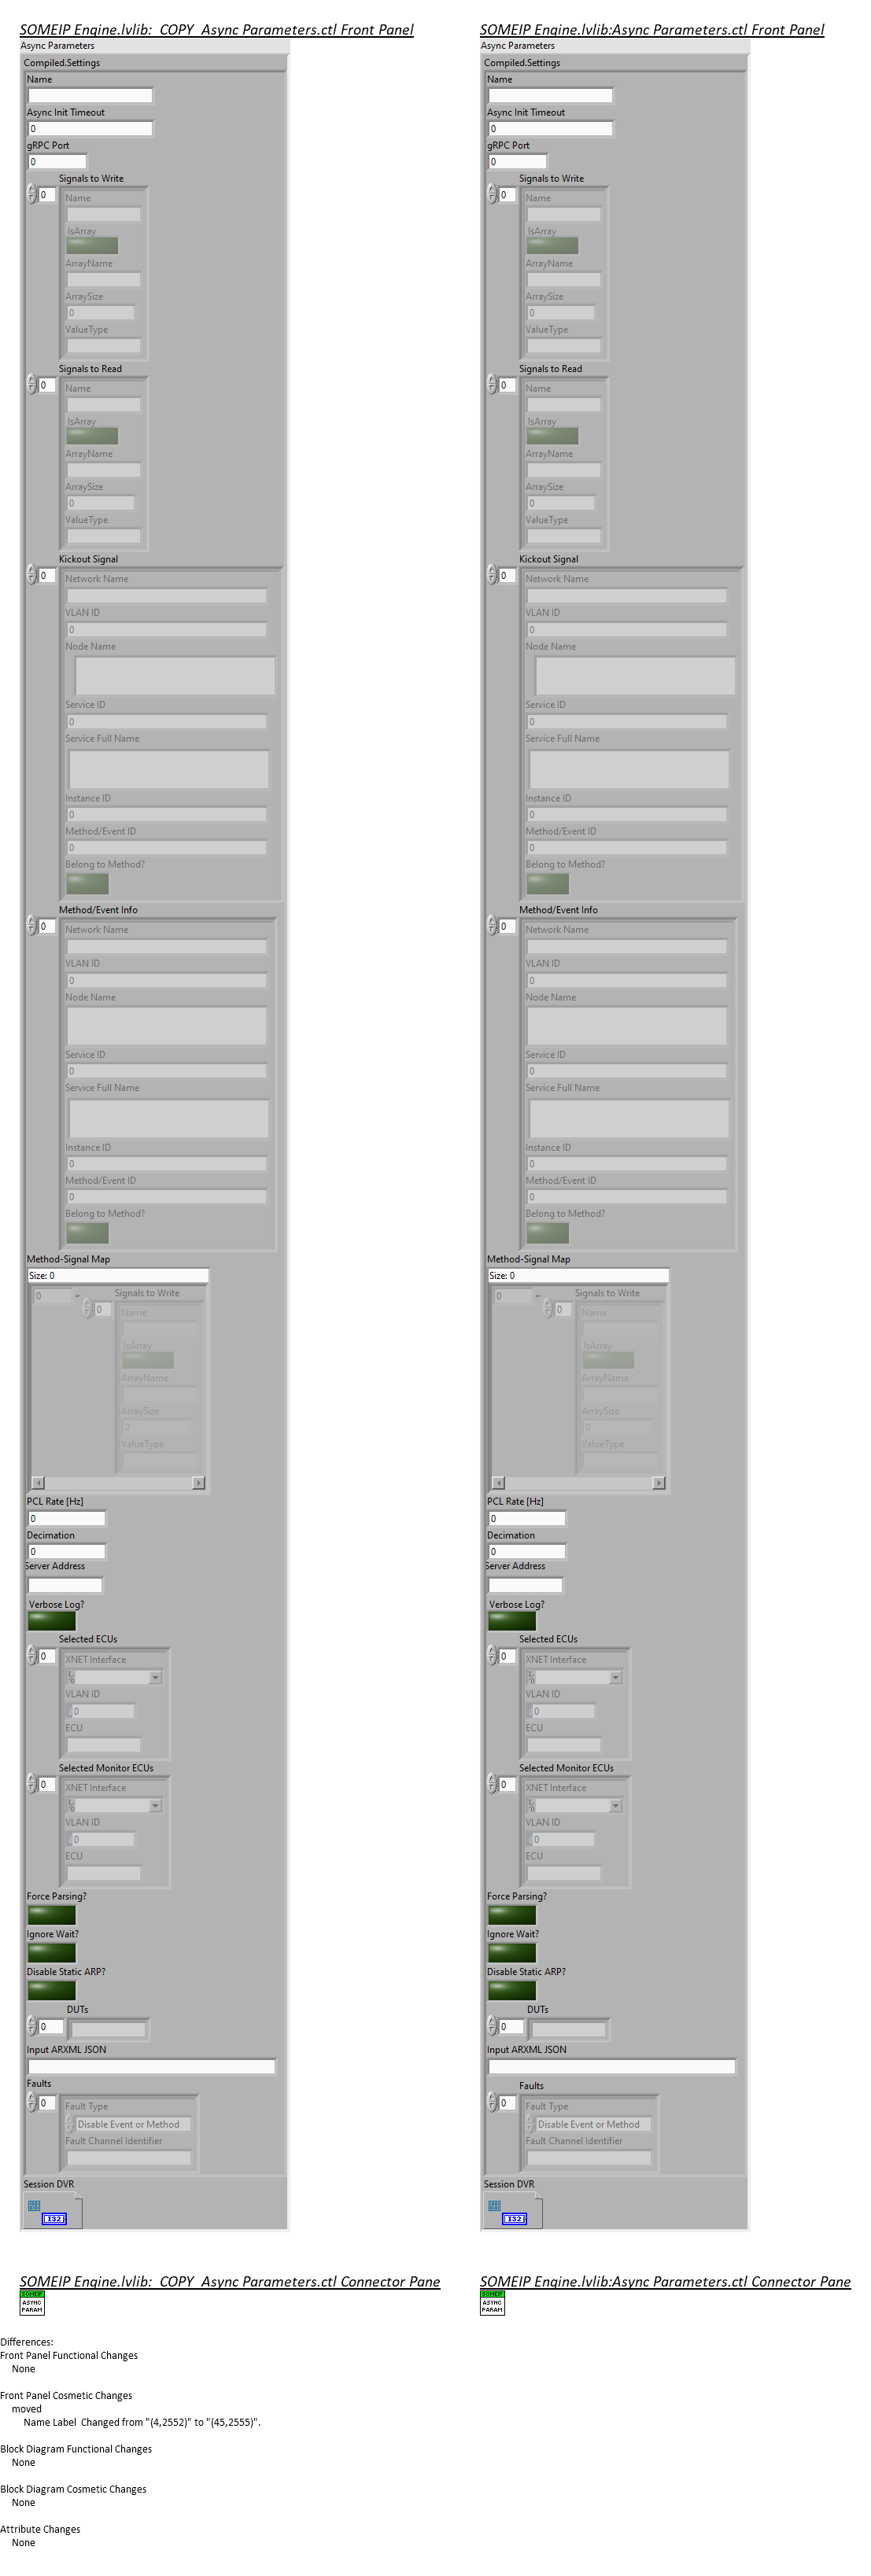 SOMEIP Engine.lvlib:_COPY_Async Parameters.ctl Front Panel
Async Parameters
Compiled.Settings
Name
Async Init Timeout
0
gRPC Port
0
Signals to Write
0
Name
IsArray
ArrayName
ArraySize
0
ValueType
Signals to Read
0
Name
IsArray
ArrayName
ArraySize
0
ValueType
Kickout Signal
0
Network Name
VLAN ID
0
Node Name
Service ID
0
Service Full Name
Instance ID
0
Method/Event ID
0
Belong to Method?
Method/Event Info
0
Network Name
VLAN ID
0
Node Name
Service ID
0
Service Full Name
Instance ID
0
Method/Event ID
0
Belong to Method?
Method-Signal Map
Size: 0
0
Signals to Write
0
Name
IsArray
ArrayName
ArraySize
0
ValueType
PCL Rate [Hz]
0
Decimation
0
Server Address
Verbose Log?
Selected ECUs
0
XNET Interface
VLAN ID
0
ECU
Selected Monitor ECUs
0
XNET Interface
VLAN ID
0
ECU
Force Parsing?
Ignore Wait?
Disable Static ARP?
DUTs
0
Input ARXML JSON
Faults
0
Fault Type
Disable Event or Method
Fault Channel Identifier
Session DVR
I32
SOMEIP Engine.lvlib:Async Parameters.ctl Front Panel
Async Parameters
Compiled.Settings
Name
Async Init Timeout
0
gRPC Port
0
Signals to Write
0
Name
IsArray
ArrayName
ArraySize
0
ValueType
Signals to Read
0
Name
IsArray
ArrayName
ArraySize
0
ValueType
Kickout Signal
0
Network Name
VLAN ID
0
Node Name
Service ID
0
Service Full Name
Instance ID
0
Method/Event ID
0
Belong to Method?
Method/Event Info
0
Network Name
VLAN ID
0
Node Name
Service ID
0
Service Full Name
Instance ID
0
Method/Event ID
0
Belong to Method?
Method-Signal Map
Size: 0
0
Signals to Write
0
Name
IsArray
ArrayName
ArraySize
0
ValueType
PCL Rate [Hz]
0
Decimation
0
Server Address
Verbose Log?
Selected ECUs
0
XNET Interface
VLAN ID
0
ECU
Selected Monitor ECUs
0
XNET Interface
VLAN ID
0
ECU
Force Parsing?
Ignore Wait?
Disable Static ARP?
DUTs
0
Input ARXML JSON
Faults
0
Fault Type
Disable Event or Method
Fault Channel Identifier
Session DVR
I32
SOMEIP Engine.lvlib:_COPY_Async Parameters.ctl Connector Pane
SOMEIP
ASYNC
PARAM
SOMEIP Engine.lvlib:Async Parameters.ctl Connector Pane
SOMEIP
ASYNC
PARAM
Differences:
Front Panel Functional Changes
None
Front Panel Cosmetic Changes
moved
Name Label  Changed from "(4,2552)" to "(45,2555)".
Block Diagram Functional Changes
None
Block Diagram Cosmetic Changes
None
Attribute Changes
None